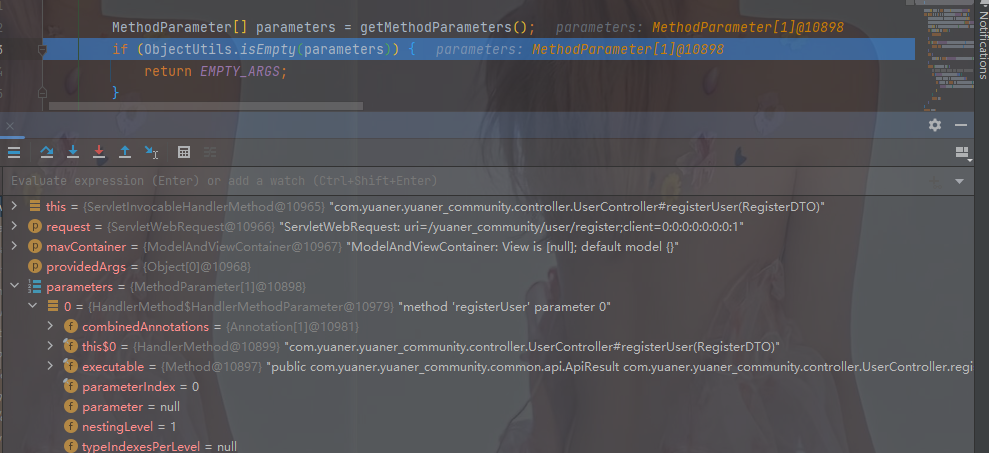 2
MethodParameter[] parameters = getMethodParameters();   parameters: MethodParameter[1]@10898
3
if (ObjectUtils.isEmpty(parameters)) {   parameters: MethodParameter[1]@10898
4
return EMPTY_ARGS;
5
}
Notifications
Evaluate expression (Enter) or add a watch (Ctrl+Shift+Enter)
this = {ServletInvocableHandlerMethod@10965} "com.yuaner.yuaner_community.controller.UserController#registerUser(RegisterDTO)"
request = {ServletWebRequest@10966} "ServletWebRequest: uri=/yuaner_community/user/register;client=0:0:0:0:0:0:0:1"
mavContainer = {ModelAndViewContainer@10967} "ModelAndViewContainer: View is [null]; default model {}"
providedArgs = {Object[0]@10968}
parameters = {MethodParameter[1]@10898}
0 = {HandlerMethod$HandlerMethodParameter@10979} "method 'registerUser' parameter 0"
combinedAnnotations = {Annotation[1]@10981}
this$0 = {HandlerMethod@10899} "com.yuaner.yuaner_community.controller.UserController#registerUser(RegisterDTO)"
executable = {Method@10897} "public com.yuaner.yuaner_community.common.api.ApiResult com.yuaner.yuaner_community.controller.UserController.regi
parameterIndex = 0
parameter = null
nestingLevel = 1
typeIndexesPerLevel = null